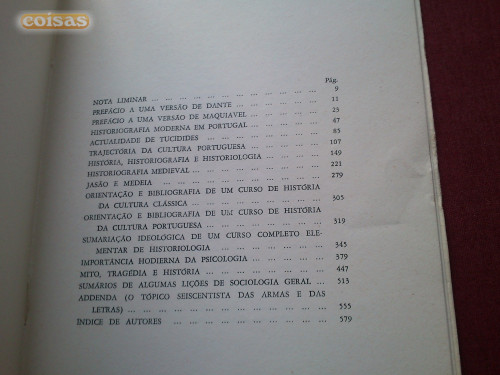 coisas
Pág.
NOTA LIMINAR ... 9
PREFÁCIO A UMA VERSÃO DE DANTE ... 11
PREFÁCIO A UMA VERSÃO DE MAQUIAVEL ... 25
HISTORIOGRAFIA MODERNA EM PORTUGAL ... 47
ACTUALIDADE DE TUCIDIDES ... 85
TRAJECTORIA DA CULTURA PORTUGUESA ... 107
HISTÓRIA, HISTORIOGRAFIA E HISTORIOLOGIA ... 149
HISTORIOGRAFIA MEDIEVAL ... 221
JASÃO E MEDEIA ... 279
ORIENTAÇÃO E BIBLIOGRAFIA DE UM CURSO DE HISTÓRIA
DA CULTURA CLÁSSICA ... 305
ORIENTAÇÃO E BIBLIOGRAFIA DE UM CURSO DE HISTÓRIA
DA CULTURA PORTUGUESA ... 319
SUMARIAÇÃO IDEOLÓGICA DE UM CURSO COMPLETO ELE-
MENTAR DE HISTORIOLOGIA ... 345
IMPORTÂNCIA HODIERNA DA PSICOLOGIA ... 379
MITO, TRAGÉDIA E HISTÓRIA ... 447
SUMÁRIOS DE ALGUMAS LIÇÕES DE SOCIOLOGIA GERAL ... 513
ADDENDA (O TÓPICO SEISCENTISTA DAS ARMAS E DAS
LETRAS) ... 555
ÍNDICE DE AUTORES ... 579